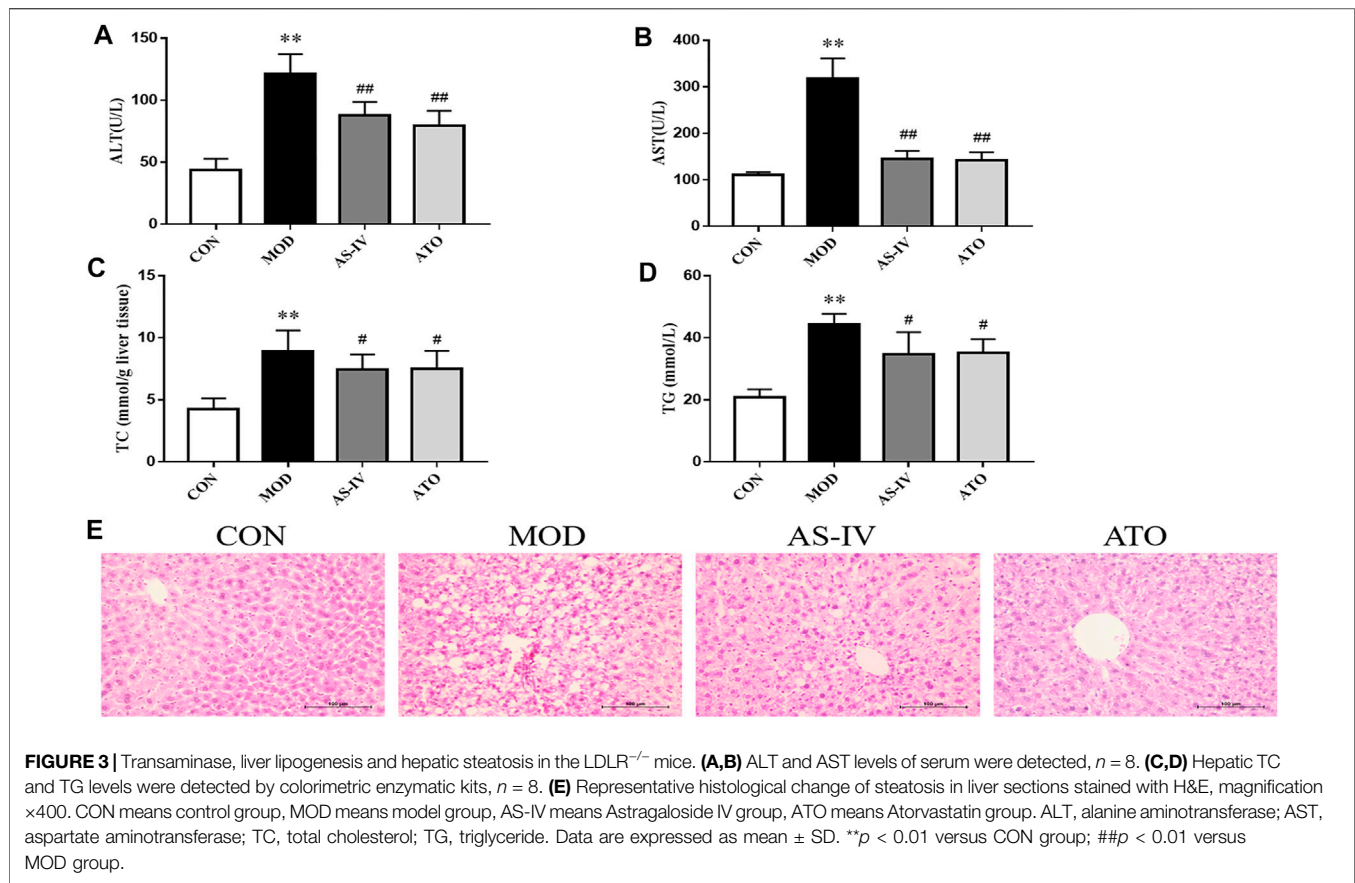 A
150
100
50
0
ALT(U/L)
**
##
##
CON
MOD
AS-IV
ATO
B
400
300
200
100
0
AST(U/L)
**
##
##
CON
MOD
AS-IV
ATO
C
15
10
5
0
TC (mmol/g liver tissue)
**
#
#
CON
MOD
AS-IV
ATO
D
60
40
20
0
TG (mmol/L)
**
#
#
CON
MOD
AS-IV
ATO
E
CON
MOD
AS-IV
ATO
100 μm
100 μm
100 μm
100 μm
FIGURE 3 | Transaminase, liver lipogenesis and hepatic steatosis in the LDLR−/− mice. (A,B) ALT and AST levels of serum were detected, n = 8. (C,D) Hepatic TC
and TG levels were detected by colorimetric enzymatic kits, n = 8. (E) Representative histological change of steatosis in liver sections stained with H&E, magnification
×400. CON means control group, MOD means model group, AS-IV means Astragaloside IV group, ATO means Atorvastatin group. ALT, alanine aminotransferase; AST,
aspartate aminotransferase; TC, total cholesterol; TG, triglyceride. Data are expressed as mean ± SD. **p < 0.01 versus CON group; ##p < 0.01 versus
MOD group.